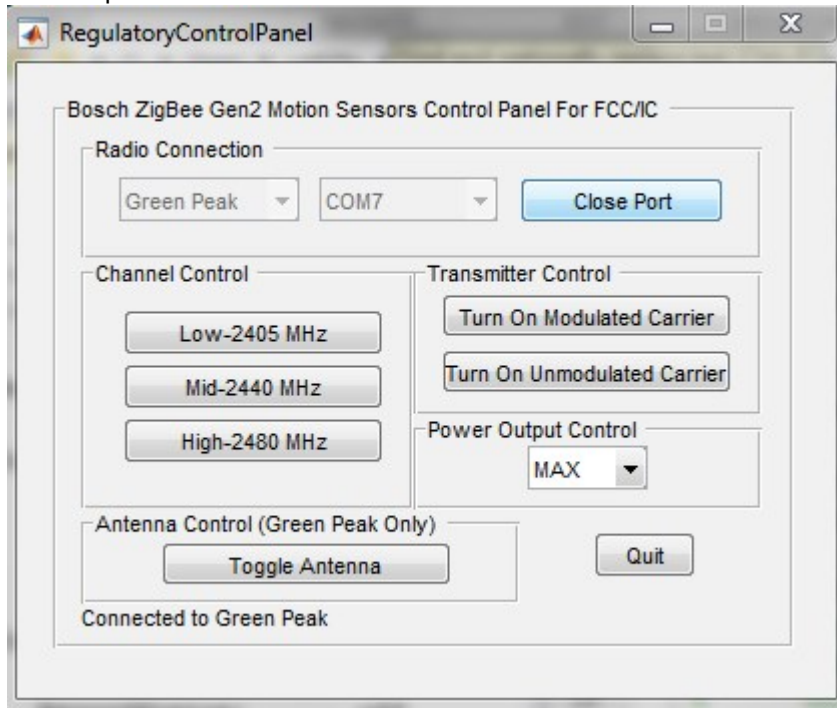 RegulatoryControlPanel
Bosch ZigBee Gen2 Motion Sensors Control Panel For FCC/IC
Radio Connection
Green Peak COM7 Close Port
Channel Control Transmitter Control
Low-2405 MHz Turn On Modulated Carrier
Mid-2440 MHz Turn On Unmodulated Carrier
High-2480 MHz Power Output Control
MAX
Antenna Control (Green Peak Only)
Toggle Antenna Quit
Connected to Green Peak